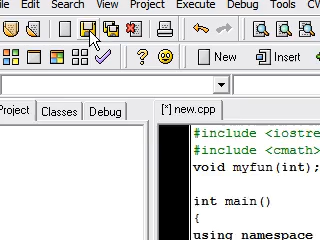 File Edit Search View Project Execute Debug Tools CV
New Insert
Project Classes Debug [*] new.cpp
#include <iostre
#include <cmath>
void myfun(int);
int main()
{
using namespace